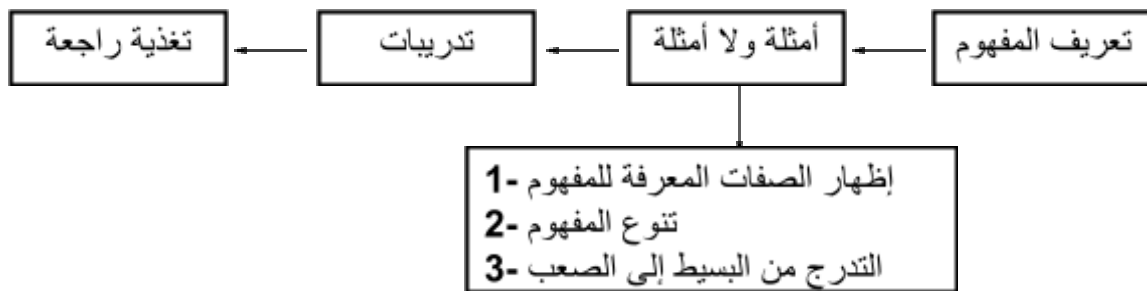 تعريف المفهوم
أمثلة ولا أمثلة
تدريبات
تغذية راجعة
1- إظهار الصفات المعرفة للمفهوم
2- تنوع المفهوم
3- التدرج من البسيط إلى الصعب